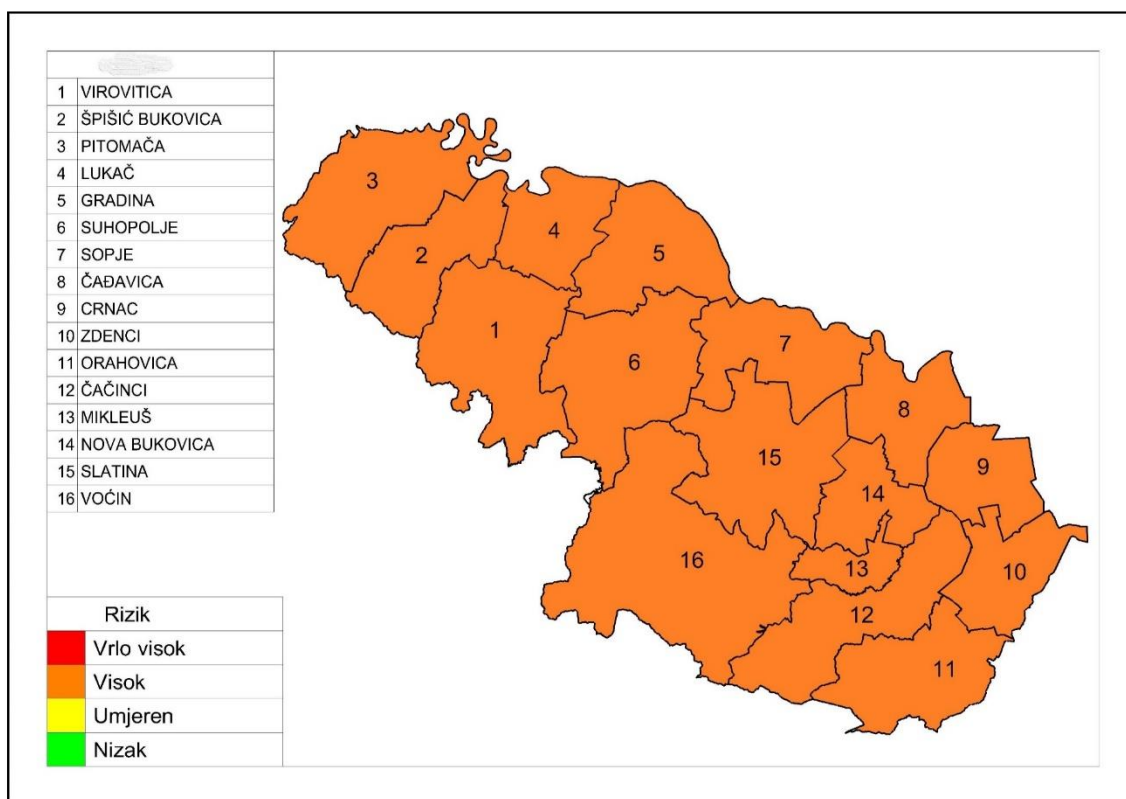 1 VIROVITICA
2 ŠPIŠIĆ BUKOVICA
3 PITOMAČA
4 LUKAČ
5 GRADINA
6 SUHOPOLJE
7 SOPJE
8 ČAĐAVICA
9 CRNAC
10 ZDENCI
11 ORAHOVICA
12 ČAČINCI
13 MIKLEUŠ
14 NOVA BUKOVICA
15 SLATINA
16 VOĆIN
Rizik
Vrlo visok
Visok
Umjeren
Nizak
3
4
2
5
1
6
7
8
15
9
14
16
13
10
12
11